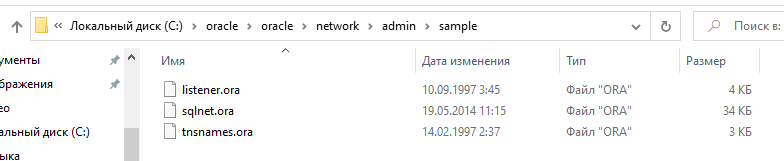 « Локальный диск (C:) › oracle › oracle › network › admin › sample
Поиск в:
Имя Дата изменения Тип Размер
listener.ora 10.09.1997 3:45 Файл "ORA" 4 КБ
sqlnet.ora 19.05.2014 11:15 Файл "ORA" 34 КБ
tnsnames.ora 14.02.1997 2:37 Файл "ORA" 3 КБ
ументы
бражения
ео
альный диск (C:)
ыка